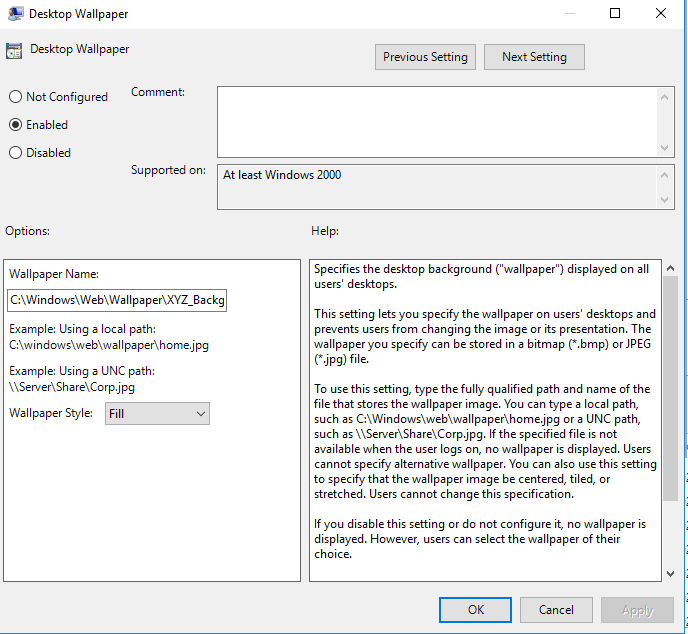 Desktop Wallpaper
Desktop Wallpaper
Previous Setting
Next Setting
Not Configured
Enabled
Disabled
Comment:
Supported on:
At least Windows 2000
Options:
Help:
Wallpaper Name:
C:\Windows\Web\Wallpaper\XYZ_Backg
Example: Using a local path:
C:\windows\web\wallpaper\home.jpg
Example: Using a UNC path:
\\Server\Share\Corp.jpg
Wallpaper Style:
Fill
Specifies the desktop background ("wallpaper") displayed on all
users' desktops.
This setting lets you specify the wallpaper on users' desktops and
prevents users from changing the image or its presentation. The
wallpaper you specify can be stored in a bitmap (*.bmp) or JPEG
(*.jpg) file.
To use this setting, type the fully qualified path and name of the
file that stores the wallpaper image. You can type a local path,
such as C:\Windows\web\wallpaper\home.jpg or a UNC path,
such as \\Server\Share\Corp.jpg. If the specified file is not
available when the user logs on, no wallpaper is displayed. Users
cannot specify alternative wallpaper. You can also use this setting
to specify that the wallpaper image be centered, tiled, or
stretched. Users cannot change this specification.
If you disable this setting or do not configure it, no wallpaper is
displayed. However, users can select the wallpaper of their
choice.
OK
Cancel
Apply